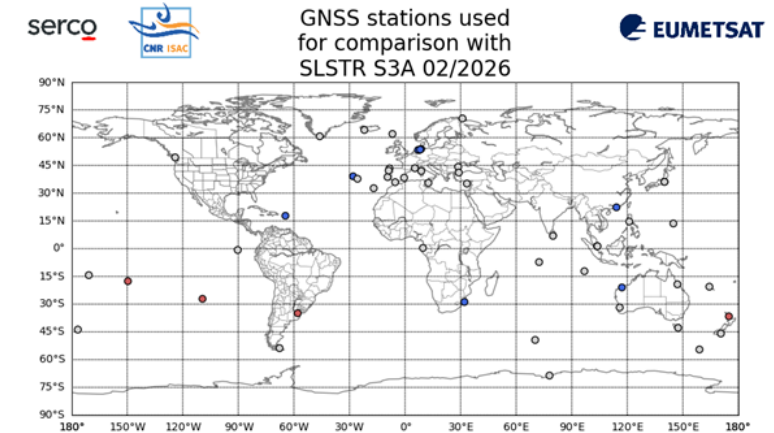 serco
CNR ISAC
GNSS stations used
for comparison with
SLSTR S3A 02/2026
EUMETSAT
90°N
75°N
60°N
45°N
30°N
15°N
0°
15°S
30°S
45°S
60°S
75°S
90°S
180° 150°W 120°W 90°W 60°W 30°W 0° 30°E 60°E 90°E 120°E 150°E 180°